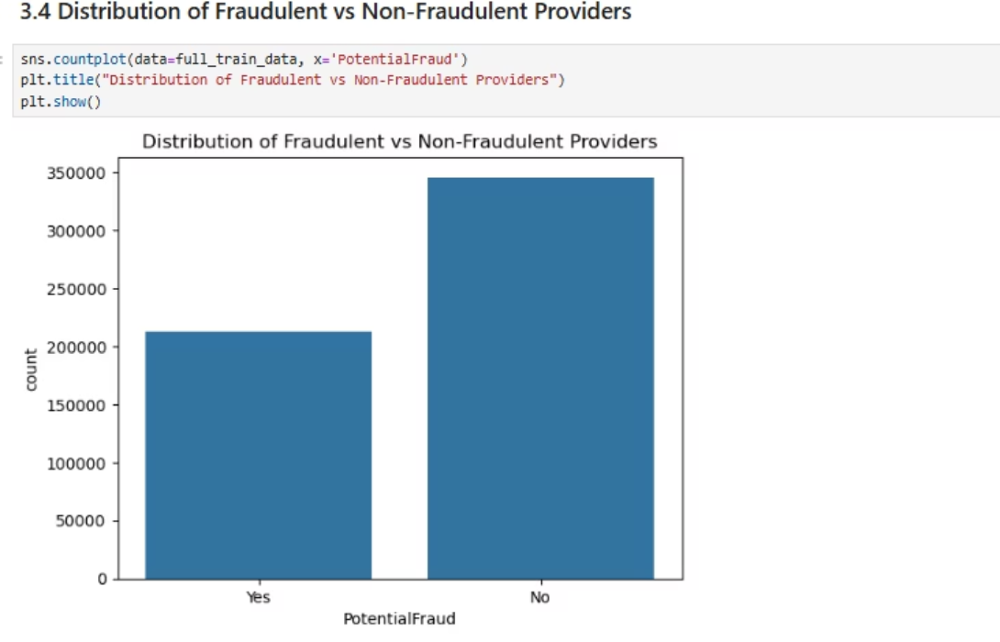 3.4 Distribution of Fraudulent vs Non-Fraudulent Providers
:
sns.countplot(data=full_train_data, x='PotentialFraud')
plt.title("Distribution of Fraudulent vs Non-Fraudulent Providers")
plt.show()
Distribution of Fraudulent vs Non-Fraudulent Providers
350000
300000
250000
200000
150000
100000
50000
0
count
Yes No
PotentialFraud